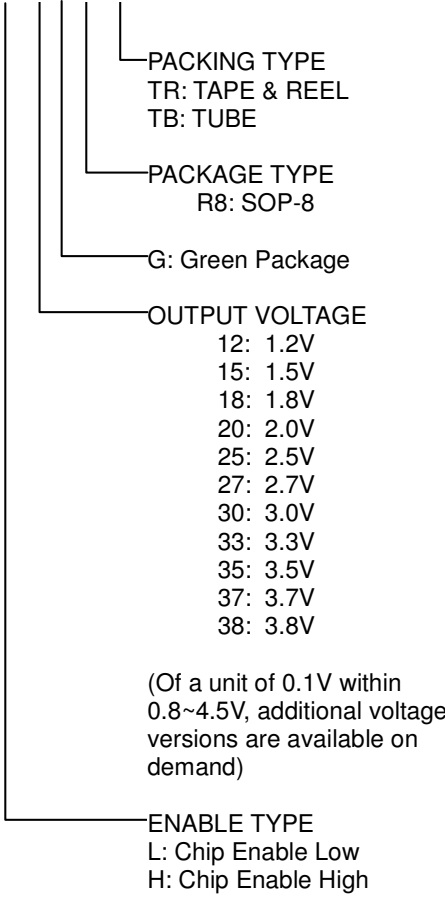 PACKING TYPE
TR: TAPE & REEL
TB: TUBE
PACKAGE TYPE
R8: SOP-8
G: Green Package
OUTPUT VOLTAGE
12: 1.2V
15: 1.5V
18: 1.8V
20: 2.0V
25: 2.5V
27: 2.7V
30: 3.0V
33: 3.3V
35: 3.5V
37: 3.7V
38: 3.8V
(Of a unit of 0.1V within
0.8~4.5V, additional voltage
versions are available on
demand)
ENABLE TYPE
L: Chip Enable Low
H: Chip Enable High